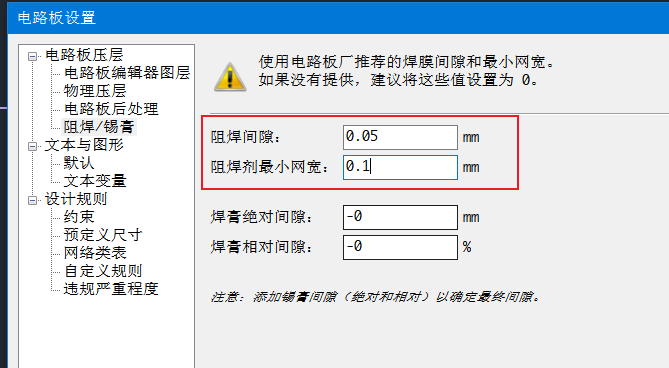 电路板设置
电路板压层
电路板编辑器图层
物理压层
电路板后处理
阻焊/锡膏
文本与图形
默认
文本变量
设计规则
约束
预定义尺寸
网络类表
自定义规则
违规严重程度
使用电路板厂推荐的焊膜间隙和最小网宽。
如果没有提供，建议将这些值设置为 0。
阻焊间隙： 0.05 mm
阻焊剂最小网宽： 0.1 mm
焊膏绝对间隙： -0 mm
焊膏相对间隙： -0 %
注意：添加锡膏间隙（绝对和相对）以确定最终间隙。